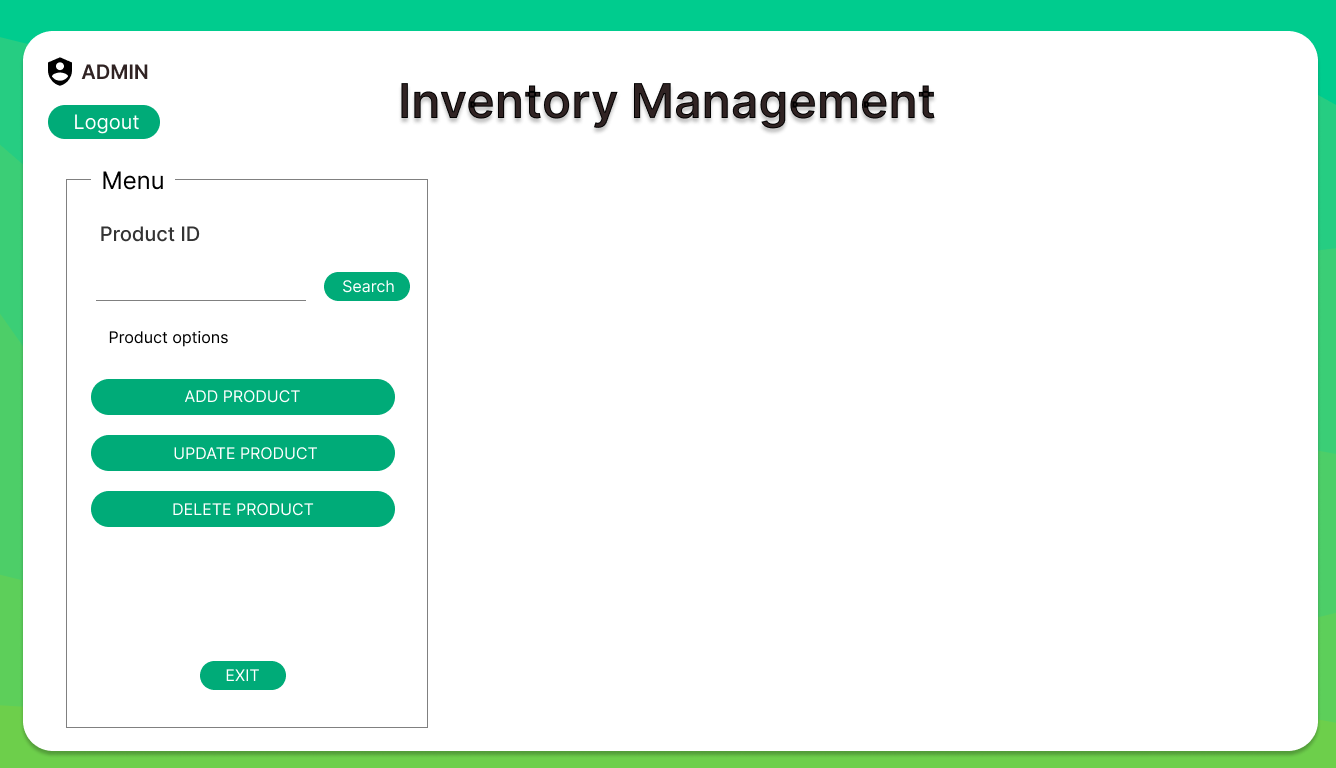 ADMIN
Inventory Management
Logout
Menu
Product ID
Search
Product options
ADD PRODUCT
UPDATE PRODUCT
DELETE PRODUCT
EXIT